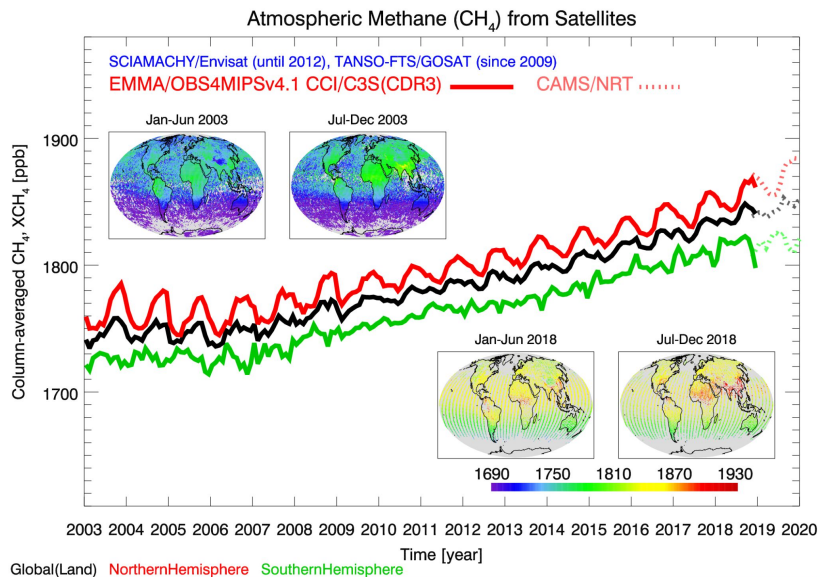 Atmospheric Methane (CH₄) from Satellites
SCIAMACHY/Envisat (until 2012), TANSO-FTS/GOSAT (since 2009)
EMMA/OBS4MIPSv4.1 CCI/C3S(CDR3) CAMS/NRT
Jan-Jun 2003 Jul-Dec 2003
Column-averaged CH₄, XCH₄ [ppb]
1900
1800
1700
Jan-Jun 2018 Jul-Dec 2018
1690 1750 1810 1870 1930
2003 2004 2005 2006 2007 2008 2009 2010 2011 2012 2013 2014 2015 2016 2017 2018 2019 2020
Time [year]
Global(Land) NorthernHemisphere SouthernHemisphere